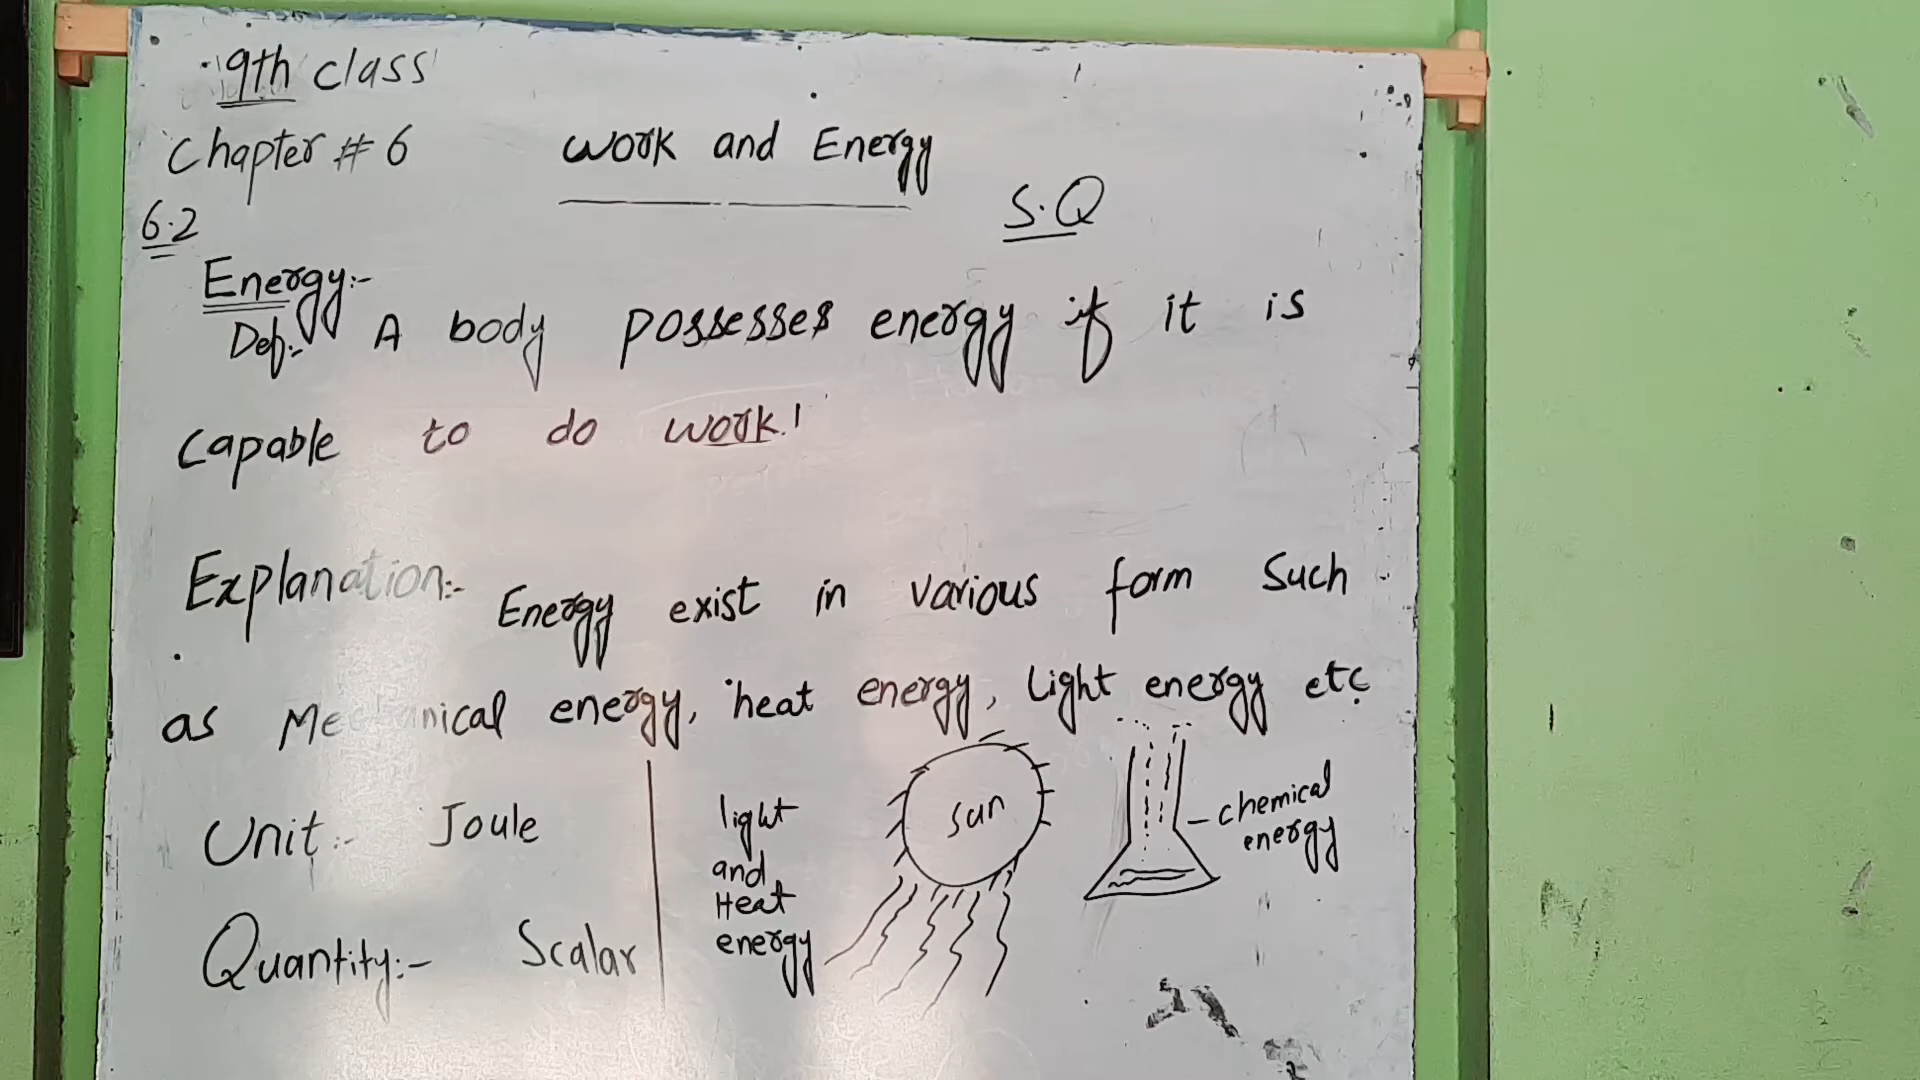 9th class
Chapter # 6
Work and Energy
6.2
S.Q
Energy:-
Def:- A body possesses energy if it is
capable to do work.
Explanation:- Energy exist in various form Such
as Mechanical energy, heat energy, Light energy etc
Unit:- Joule
Quantity:- Scalar
light
and
Heat
energy
sun
chemical
energy